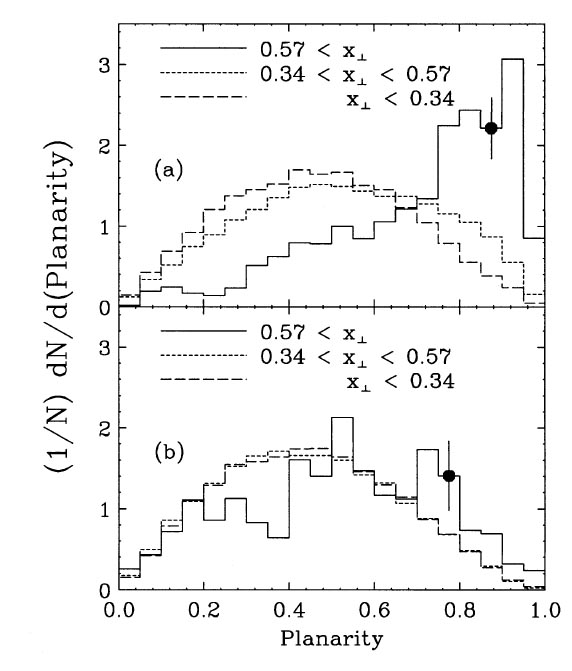 0.57 < x⊥
0.34 < x⊥ < 0.57
x⊥ < 0.34
(a)
3
2
1
0
(1/N) dN/d(Planarity)
0.57 < x⊥
0.34 < x⊥ < 0.57
x⊥ < 0.34
(b)
3
2
1
0
0.0 0.2 0.4 0.6 0.8 1.0
Planarity